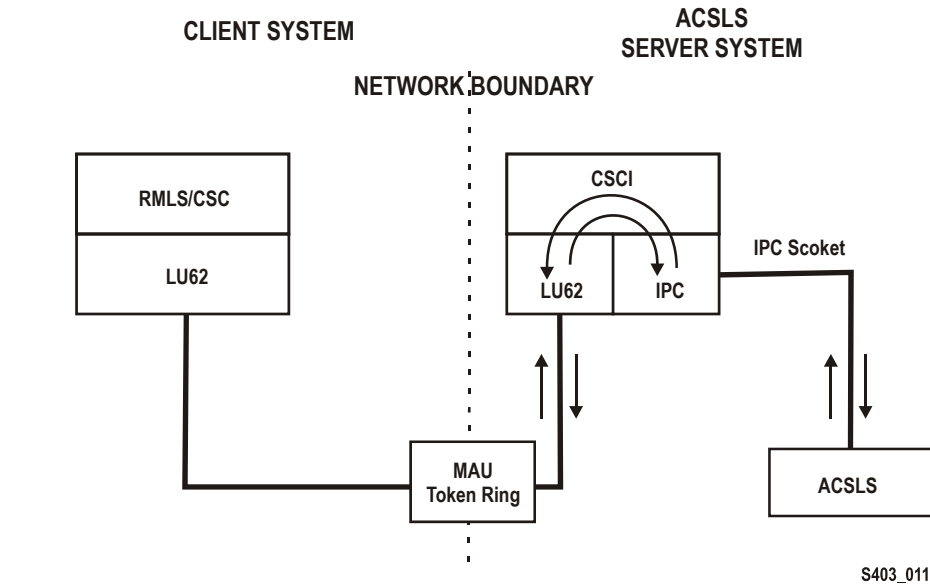 CLIENT SYSTEM
ACSLS
SERVER SYSTEM
NETWORK BOUNDARY
RMLS/CSC
LU62
CSCI
LU62
IPC
IPC Scoket
MAU
Token Ring
ACSLS
S403_011